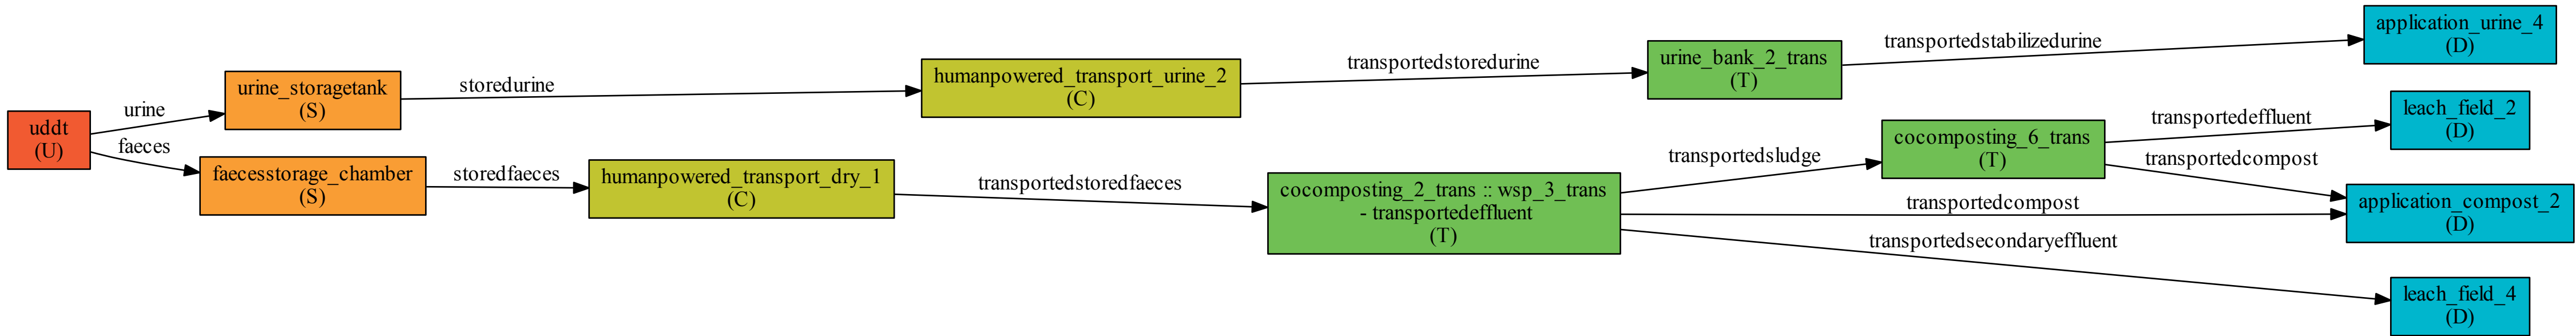 uddt
(U)
urine
faeces
urine_storagetank
(S)
faecesstorage_chamber
(S)
storedurine
storedfaeces
humanpowered_transport_urine_2
(C)
humanpowered_transport_dry_1
(C)
transportedstoredurine
transportedstoredfaeces
urine_bank_2_trans
(T)
cocomposting_2_trans :: wsp_3_trans
- transportedeffluent
(T)
transportedstabilizedurine
transportedsludge
cocomposting_6_trans
(T)
transportedeffluent
transportedcompost
transportedcompost
transportedsecondaryeffluent
application_urine_4
(D)
leach_field_2
(D)
application_compost_2
(D)
leach_field_4
(D)